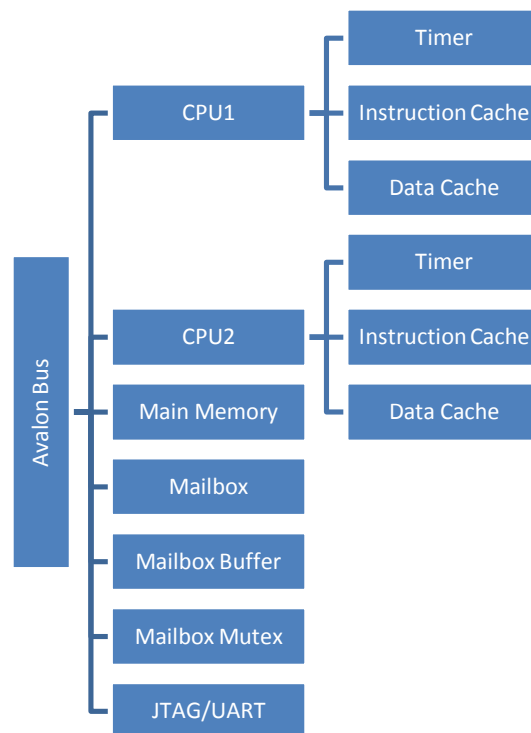 Avalon Bus
CPU1
Timer
Instruction Cache
Data Cache
CPU2
Timer
Instruction Cache
Data Cache
Main Memory
Mailbox
Mailbox Buffer
Mailbox Mutex
JTAG/UART